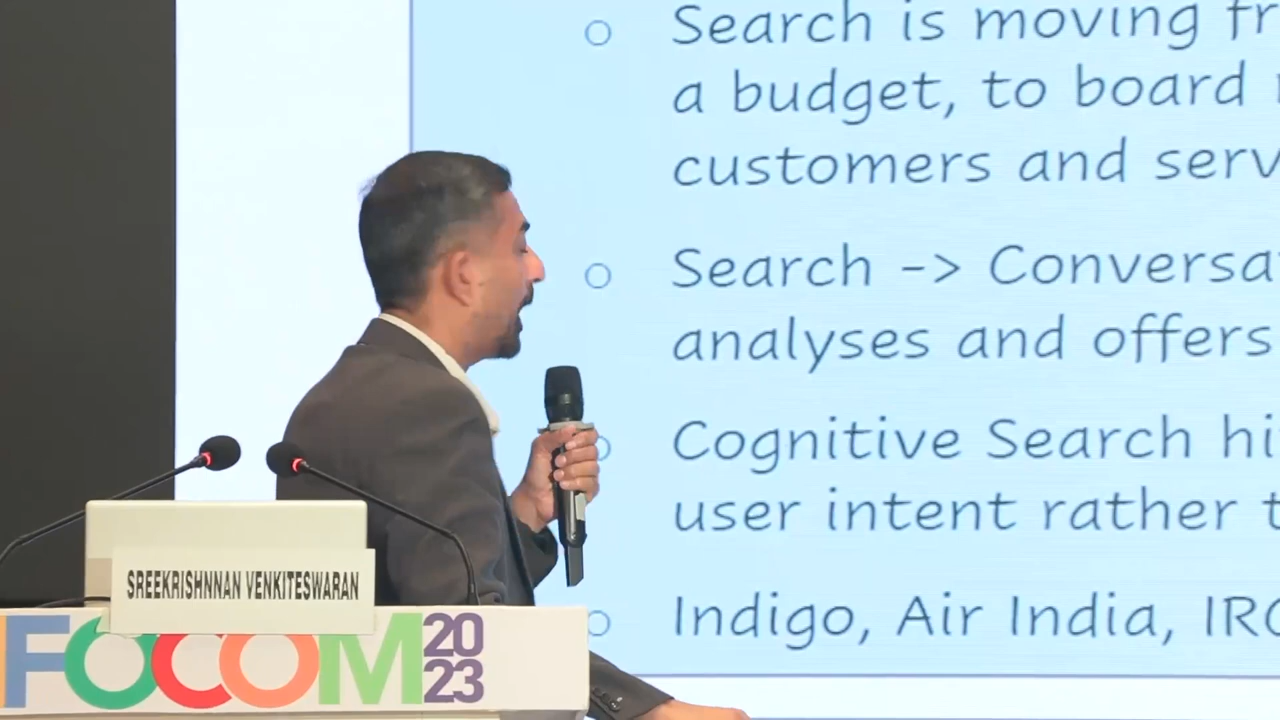 Search is moving fr
a budget, to board
customers and serv
Search -> Conversa
analyses and offers
Cognitive Search hi
user intent rather t
Indigo, Air India, IRC
SREEKRISHNNAN VENKITESWARAN
FOCOM 2023